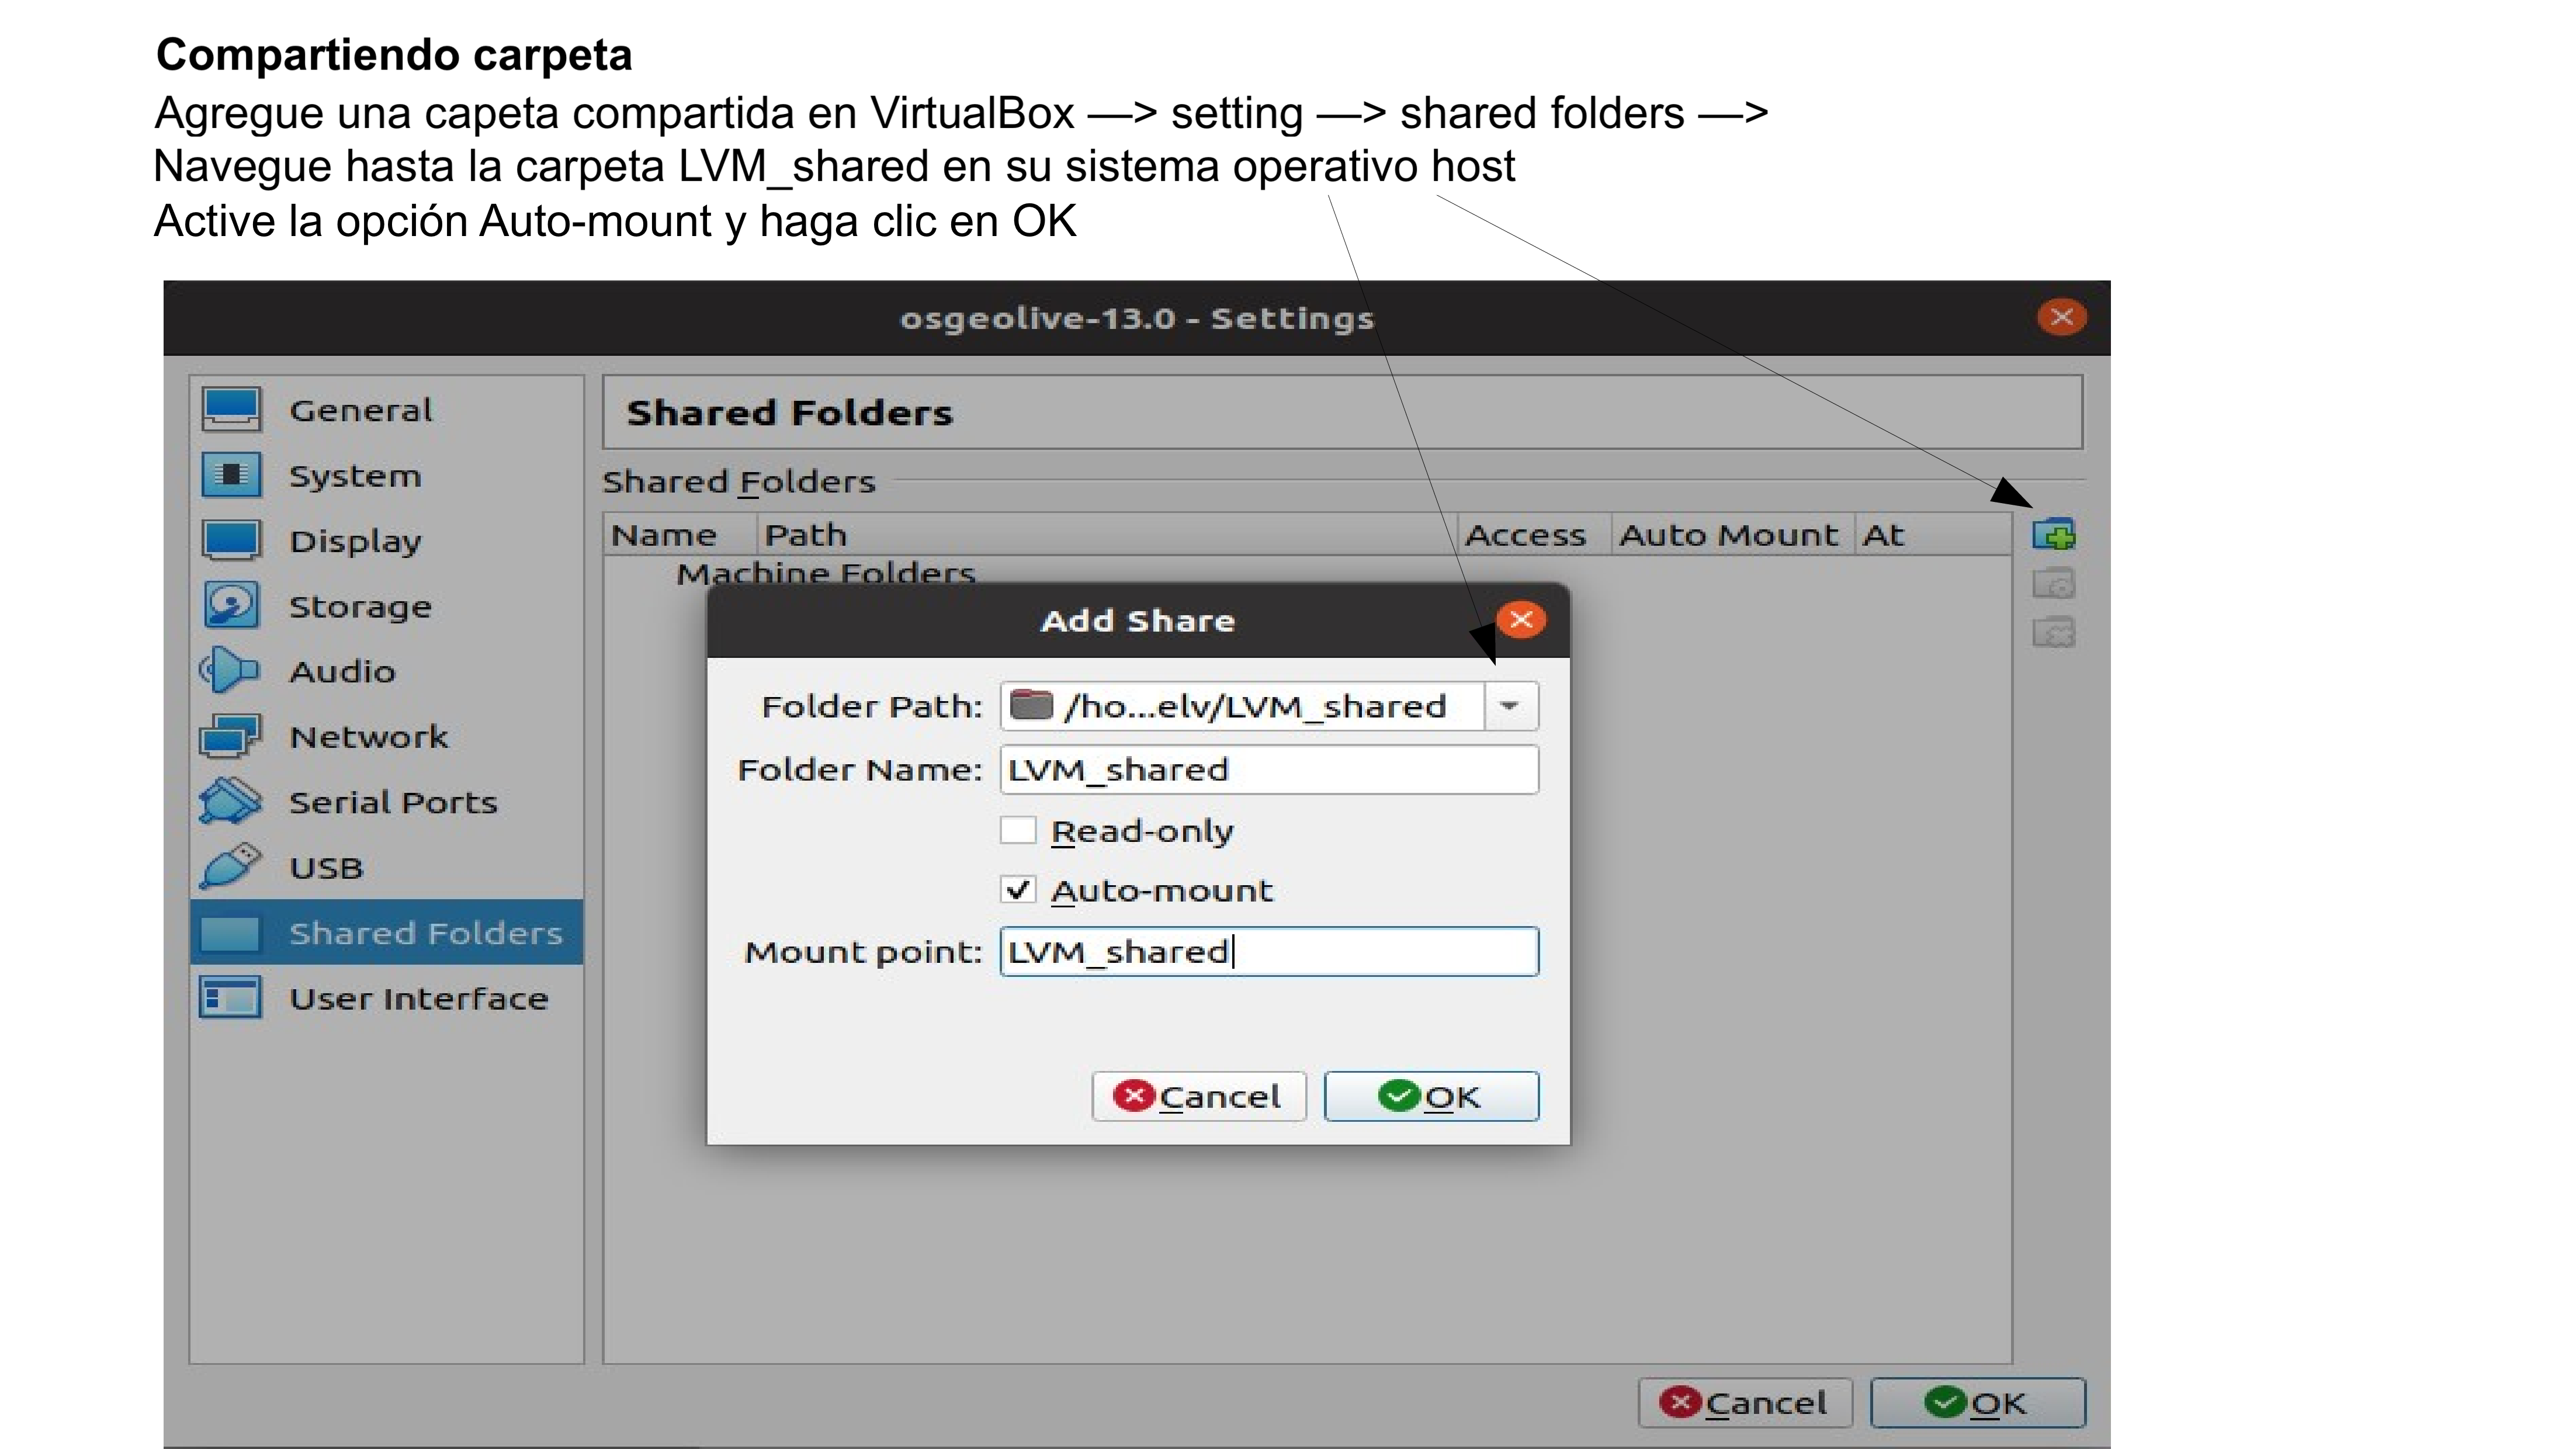 Compartiendo carpeta
Agregue una capeta compartida en VirtualBox —> setting —> shared folders —>
Navegue hasta la carpeta LVM_shared en su sistema operativo host
Active la opción Auto-mount y haga clic en OK
osgeolive-13.0 - Settings
General
System
Display
Storage
Audio
Network
Serial Ports
USB
Shared Folders
User Interface
Shared Folders
Shared Folders
Name Path Access Auto Mount At
Machine Folders
Add Share
Folder Path: /ho...elv/LVM_shared
Folder Name: LVM_shared
Read-only
Auto-mount
Mount point: LVM_shared
Cancel OK
Cancel OK